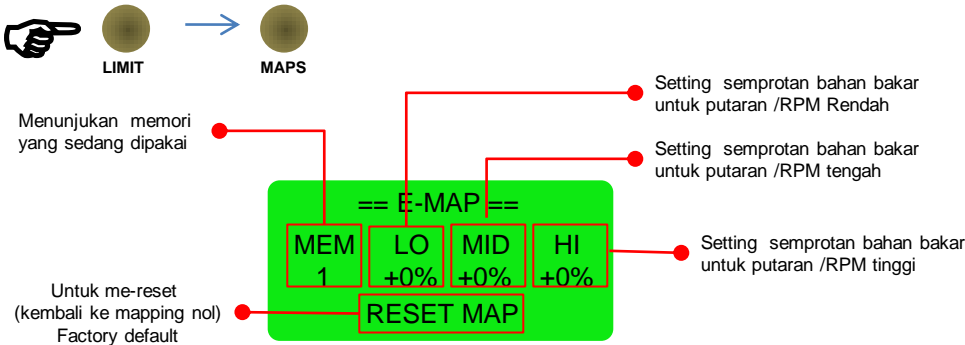 LIMIT
MAPS
Setting semprotan bahan bakar
untuk putaran /RPM Rendah
Menunjukan memori
yang sedang dipakai
Setting semprotan bahan bakar
untuk putaran /RPM tengah
== E-MAP ==
MEM LO MID HI
1 +0% +0% +0%
RESET MAP
Setting semprotan bahan bakar
untuk putaran /RPM tinggi
Untuk me-reset
(kembali ke mapping nol)
Factory default